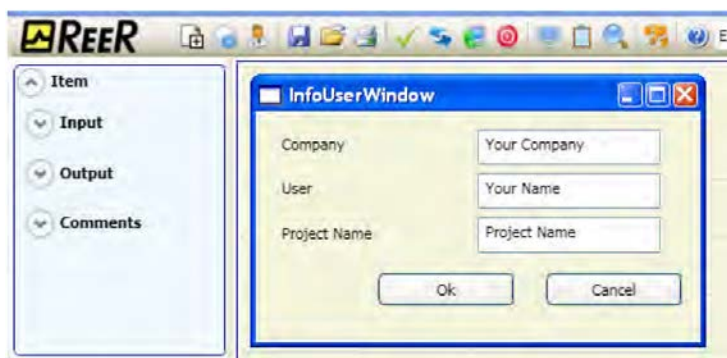 REER
Item
Input
Output
Comments
InfoUserWindow
Company Your Company
User Your Name
Project Name Project Name
Ok Cancel